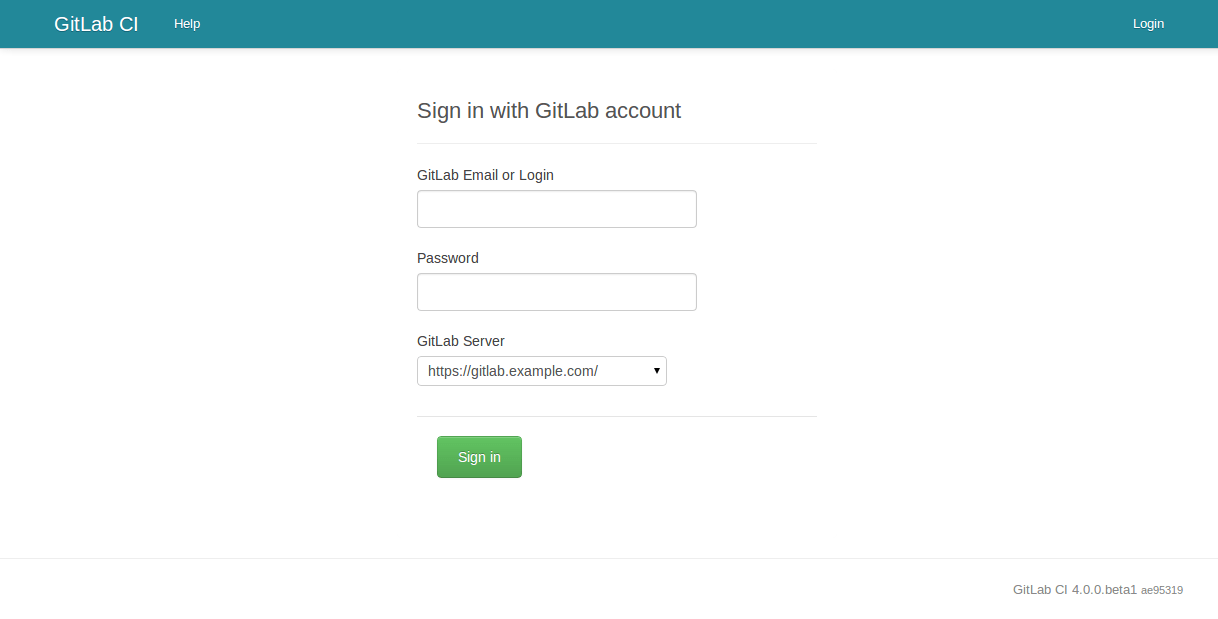 GitLab CI Help Login
Sign in with GitLab account
GitLab Email or Login
Password
GitLab Server
https://gitlab.example.com/
Sign in
GitLab CI 4.0.0.beta1 ae95319